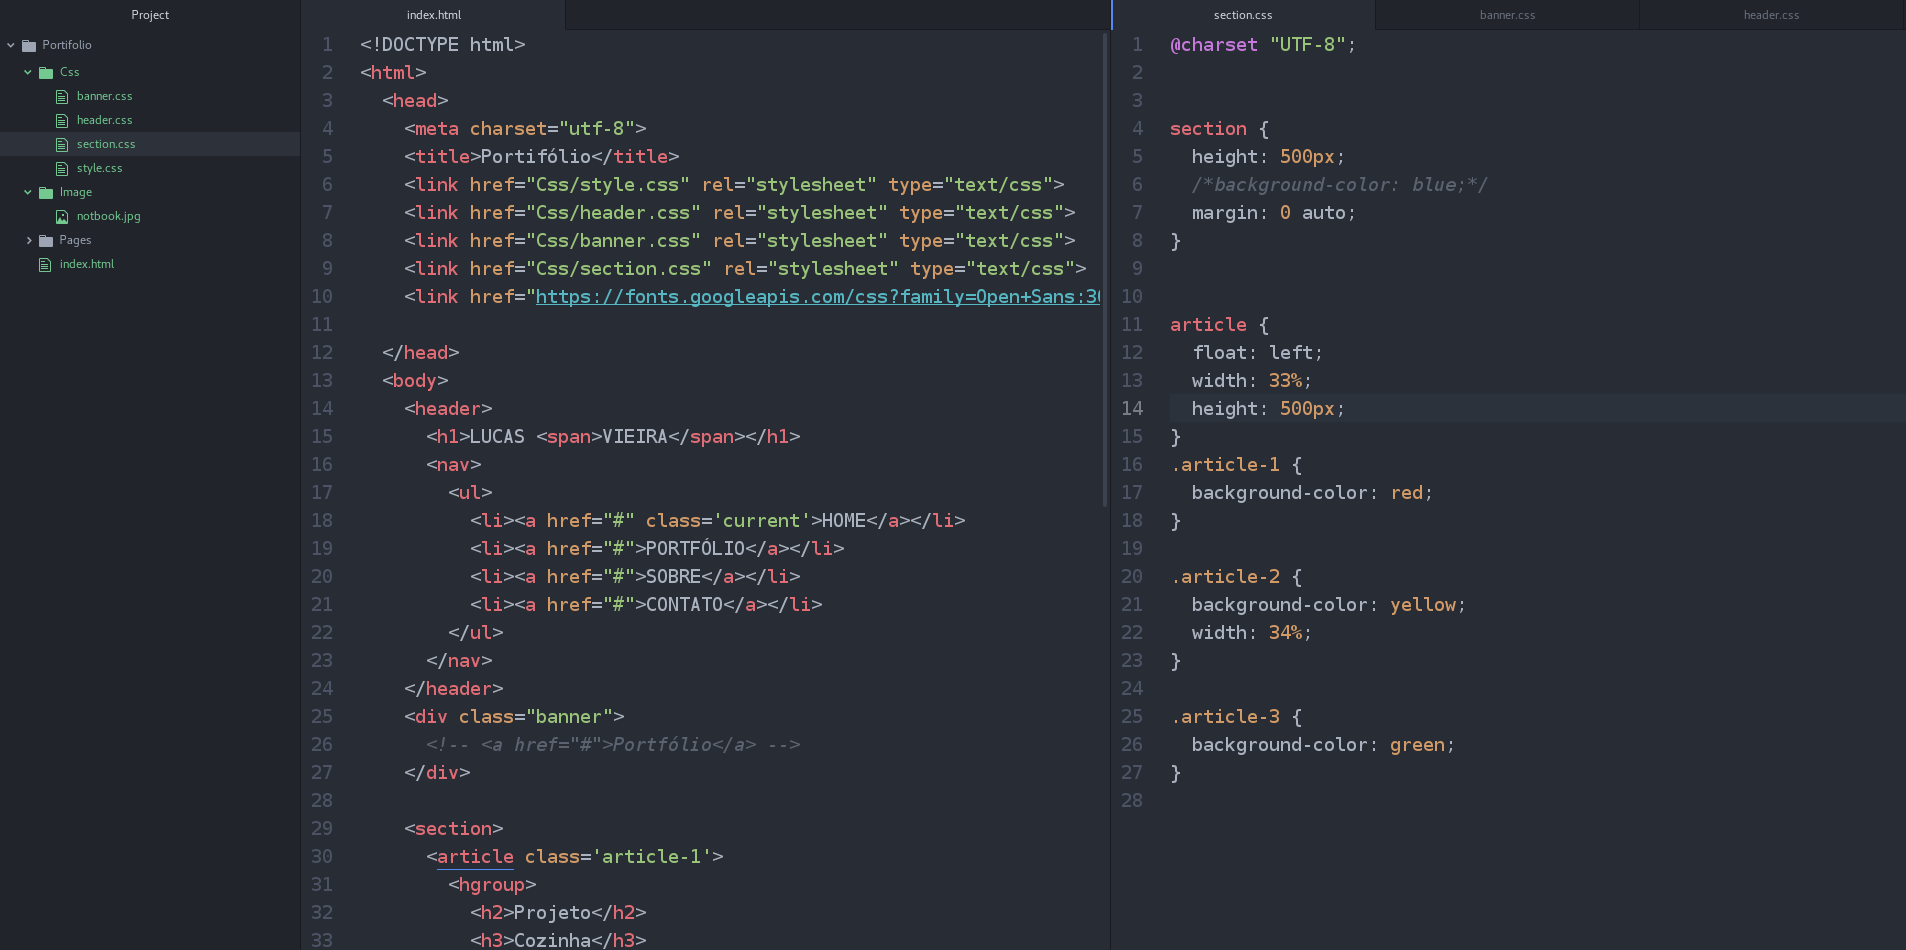 Project
Portifolio
Css
banner.css
header.css
section.css
style.css
Image
notbook.jpg
Pages
index.html
index.html
1 <!DOCTYPE html>
2 <html>
3 <head>
4 <meta charset="utf-8">
5 <title>Portifólio</title>
6 <link href="Css/style.css" rel="stylesheet" type="text/css">
7 <link href="Css/header.css" rel="stylesheet" type="text/css">
8 <link href="Css/banner.css" rel="stylesheet" type="text/css">
9 <link href="Css/section.css" rel="stylesheet" type="text/css">
10 <link href="https://fonts.googleapis.com/css?family=Open+Sans:30
11
12 </head>
13 <body>
14 <header>
15 <h1>LUCAS <span>VIEIRA</span></h1>
16 <nav>
17 <ul>
18 <li><a href="#" class='current'>HOME</a></li>
19 <li><a href="#">PORTFÓLIO</a></li>
20 <li><a href="#">SOBRE</a></li>
21 <li><a href="#">CONTATO</a></li>
22 </ul>
23 </nav>
24 </header>
25 <div class="banner">
26 <!-- <a href="#">Portfólio</a> -->
27 </div>
28
29 <section>
30 <article class='article-1'>
31 <hgroup>
32 <h2>Projeto</h2>
33 <h3>Cozinha</h3>
section.css
banner.css
header.css
1 @charset "UTF-8";
2
3
4 section {
5 height: 500px;
6 /*background-color: blue;*/
7 margin: 0 auto;
8 }
9
10
11 article {
12 float: left;
13 width: 33%;
14 height: 500px;
15 }
16 .article-1 {
17 background-color: red;
18 }
19
20 .article-2 {
21 background-color: yellow;
22 width: 34%;
23 }
24
25 .article-3 {
26 background-color: green;
27 }
28